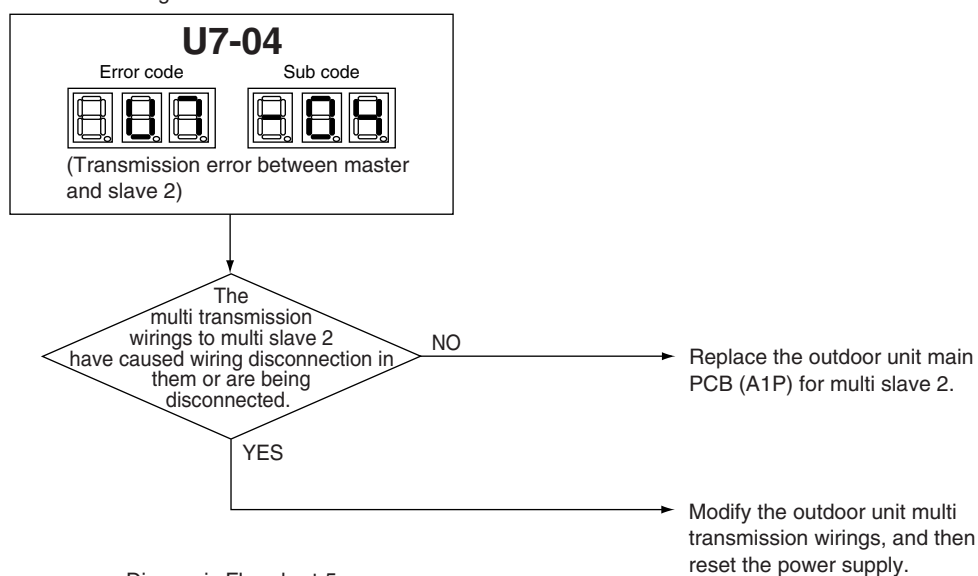 U7-04
Error code
Sub code
U7
-04
(Transmission error between master
and slave 2)
The
multi transmission
wirings to multi slave 2
have caused wiring disconnection in
them or are being
disconnected.
NO
Replace the outdoor unit main
PCB (A1P) for multi slave 2.
YES
Modify the outdoor unit multi
transmission wirings, and then
reset the power supply.